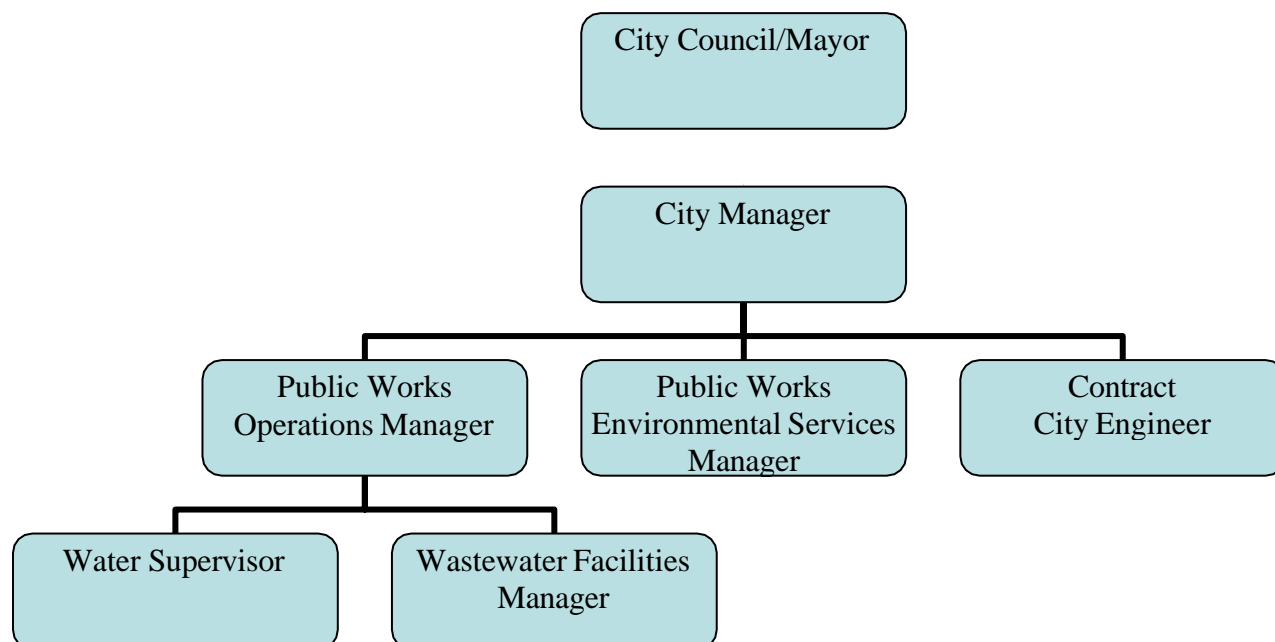 City Council/Mayor
City Manager
Public Works
Operations Manager
Public Works
Environmental Services
Manager
Contract
City Engineer
Water Supervisor
Wastewater Facilities
Manager